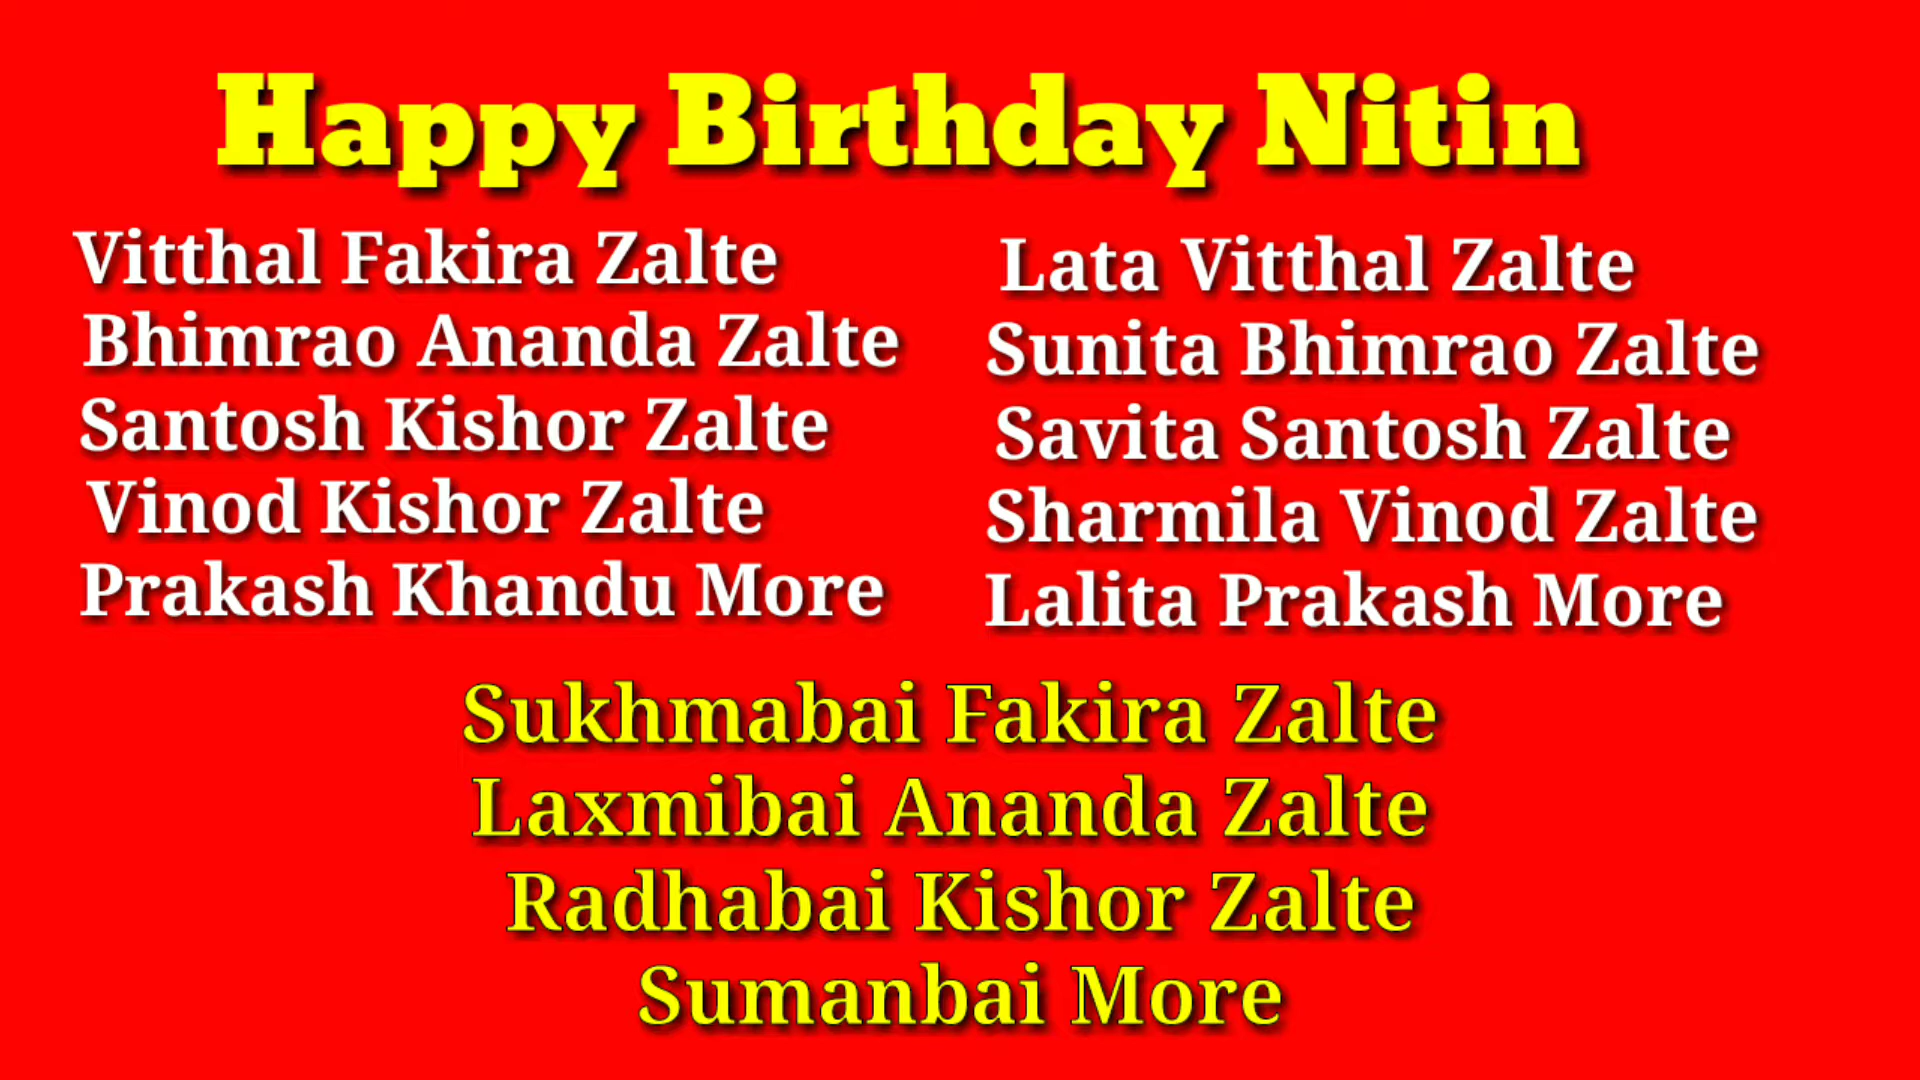 Happy Birthday Nitin
Vitthal Fakira Zalte
Bhimrao Ananda Zalte
Santosh Kishor Zalte
Vinod Kishor Zalte
Prakash Khandu More
Lata Vitthal Zalte
Sunita Bhimrao Zalte
Savita Santosh Zalte
Sharmila Vinod Zalte
Lalita Prakash More
Sukhmabai Fakira Zalte
Laxmibai Ananda Zalte
Radhabai Kishor Zalte
Sumanbai More